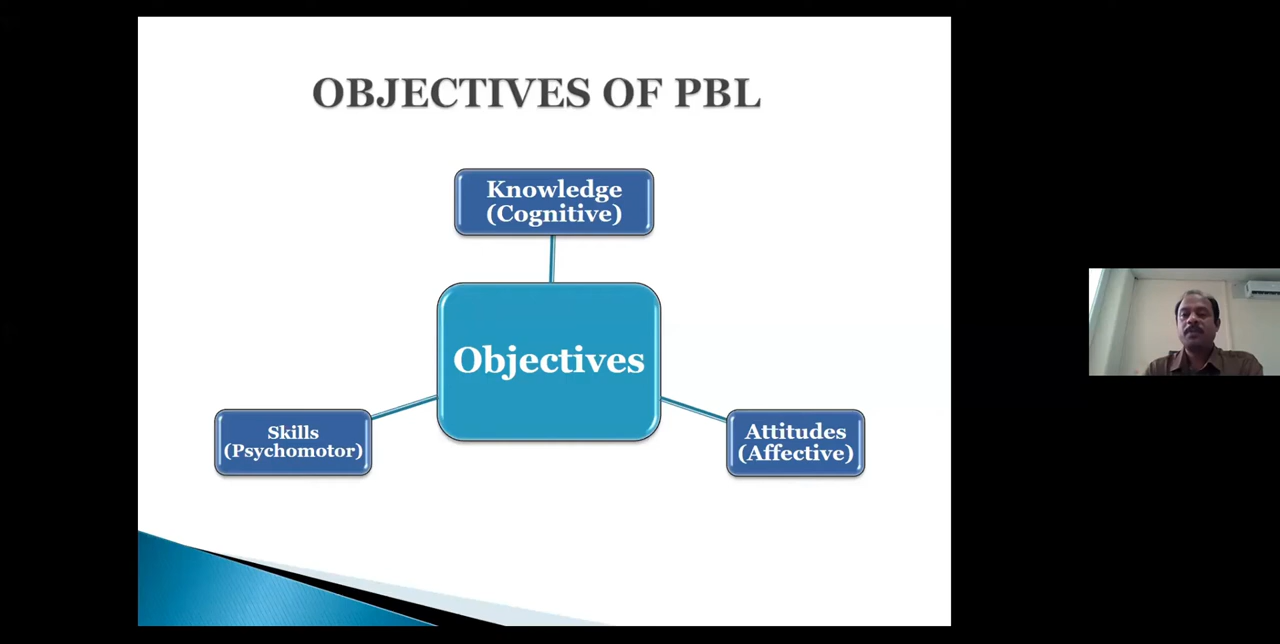 OBJECTIVES OF PBL
Knowledge
(Cognitive)
Objectives
Skills
(Psychomotor)
Attitudes
(Affective)